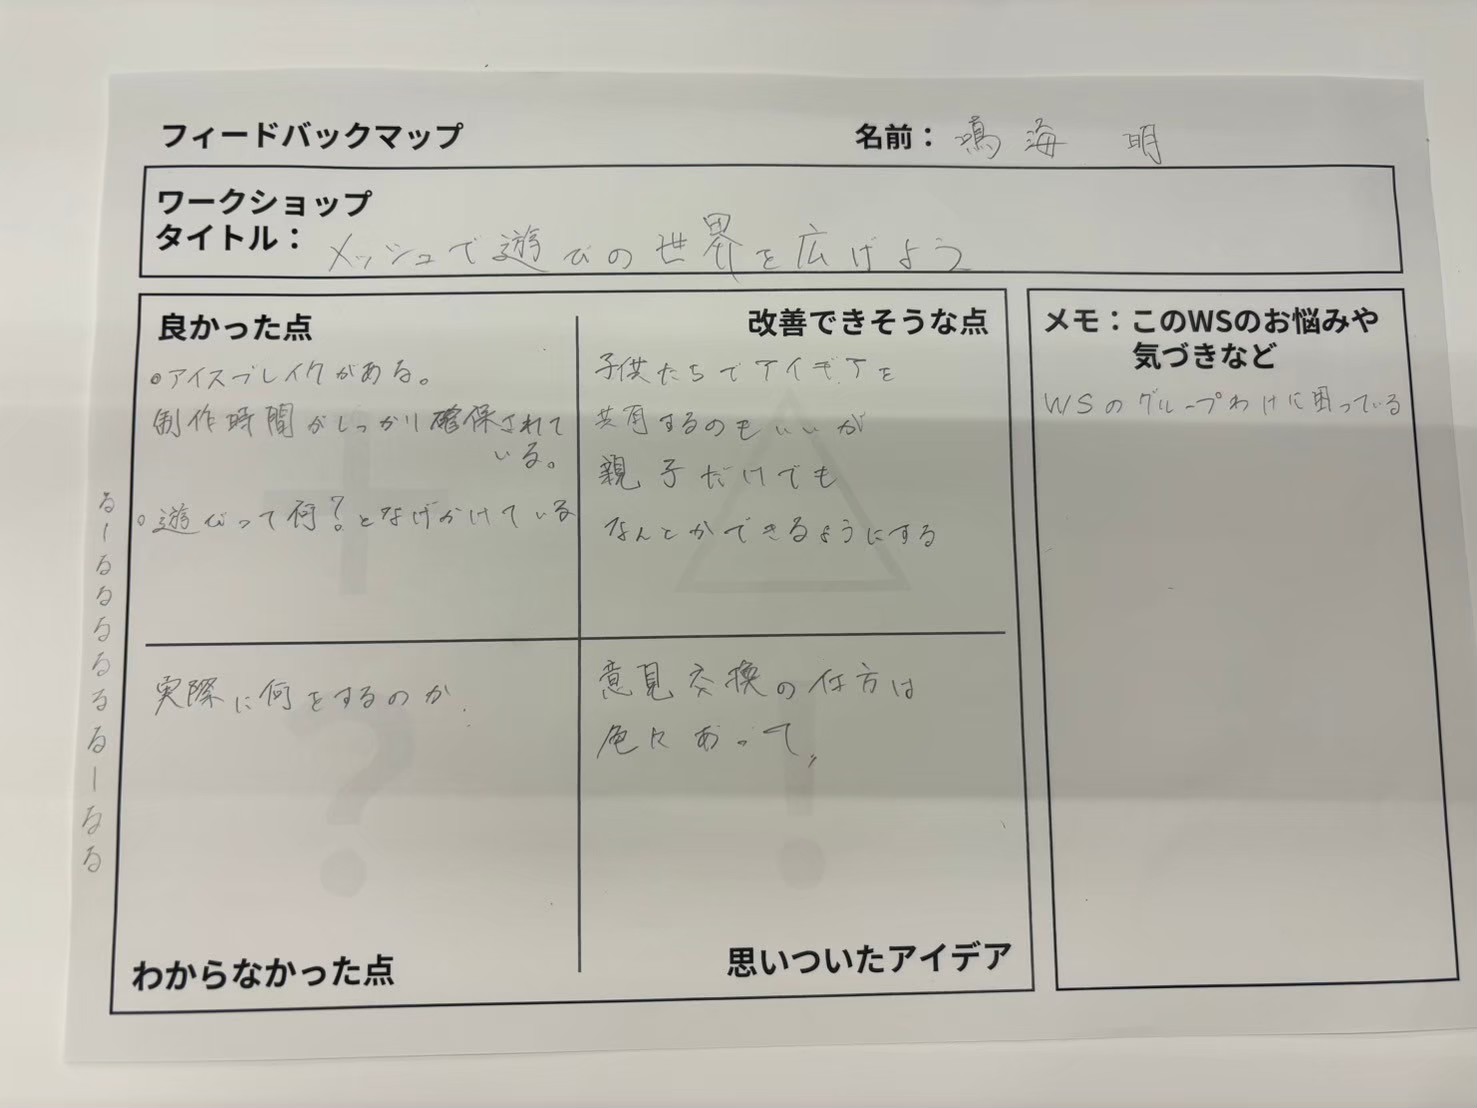 フィードバックマップ
名前： 鳴海 明
ワークショップ
タイトル： メッシュで遊びの世界を広げよう
良かった点
・アイスブレイクがある。
制作時間がしっかり確保されて
いる。
・遊びって何？となげかけている
改善できそうな点
子供たちでアイデアを
共有するのもいいが
親子だけでも
なんとかできるようにする
メモ：このWSのお悩みや
気づきなど
WSのグループわけに困っている
実際に何をするのか.
わからなかった点
意見交換の仕方は
色々あって、
思いついたアイデア
?
!
るーるるるるるるーるる